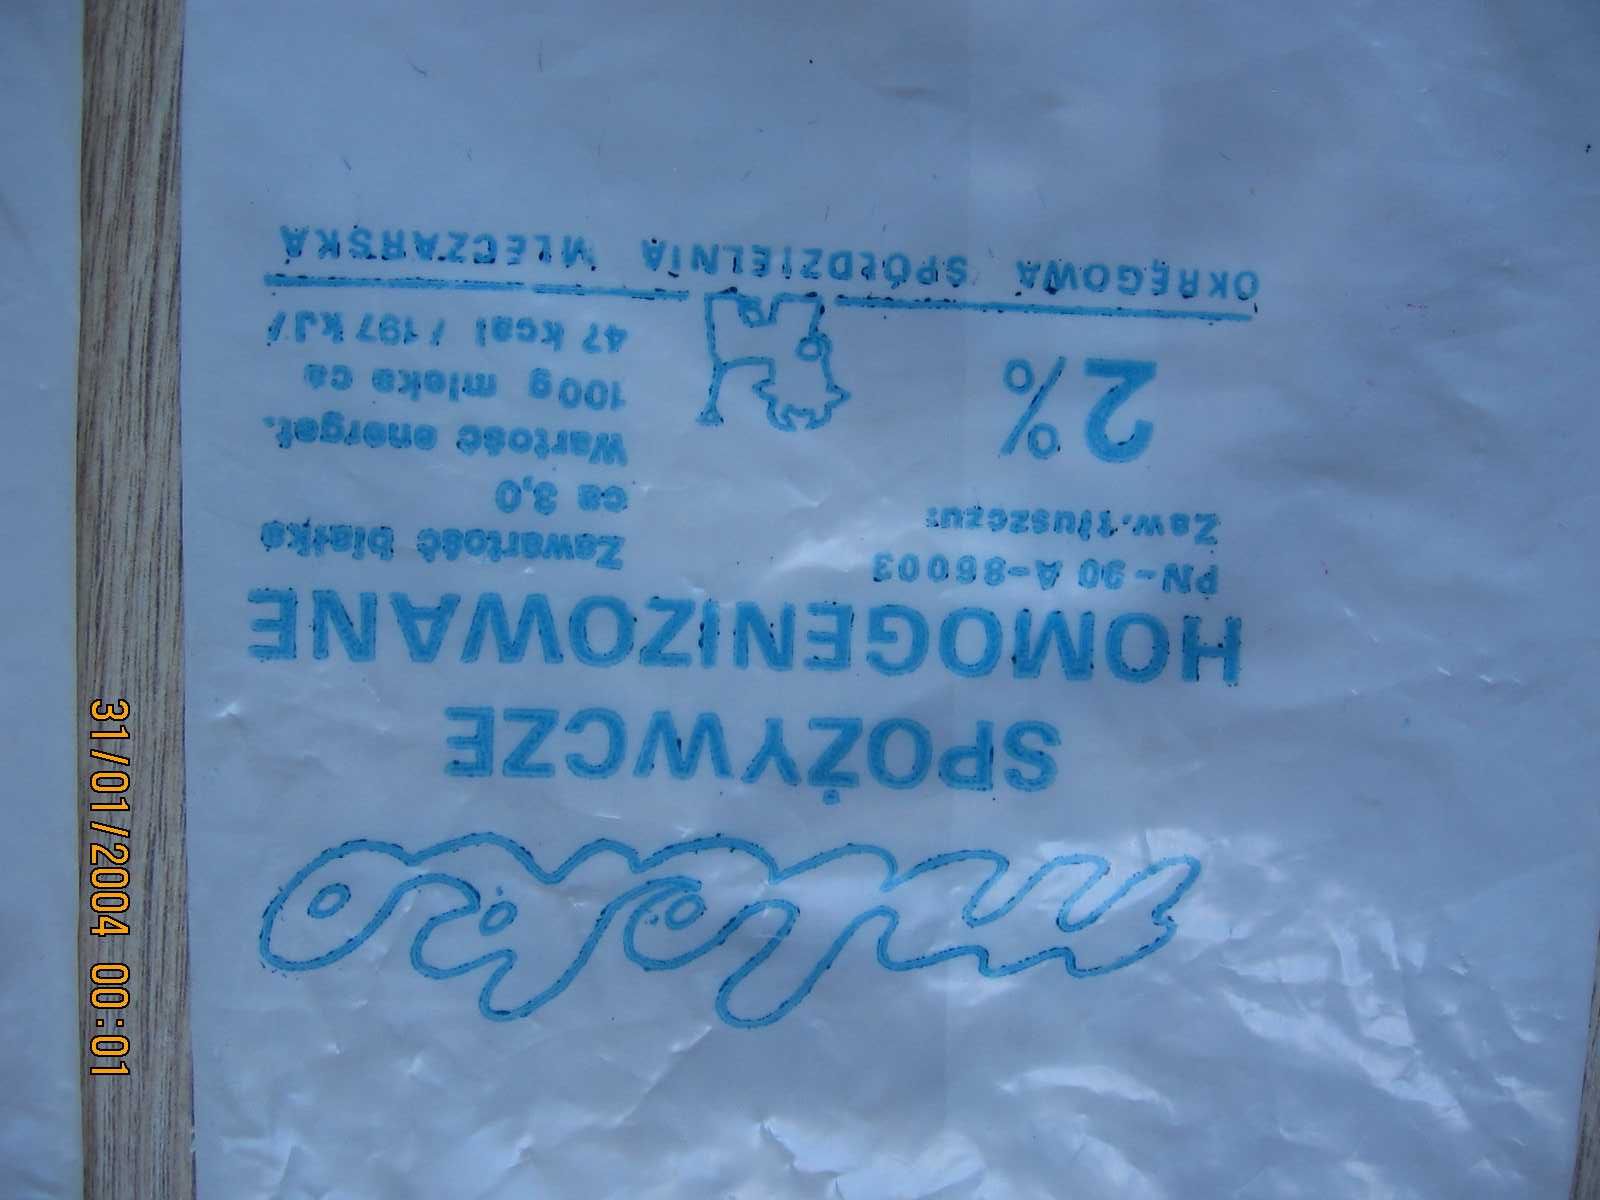 mleko
SPOŻYWCZE
HOMOGENIZOWANE
PN-90 A-86003
Zaw. tłuszczu:
2%
Zawartość białka
ca 3,0
Wartość energet.
100g mleka ca
47 kcal /197 kJ/
OKRĘGOWA SPÓŁDZIELNIA MLECZARSKA
31/01/2004 00:01